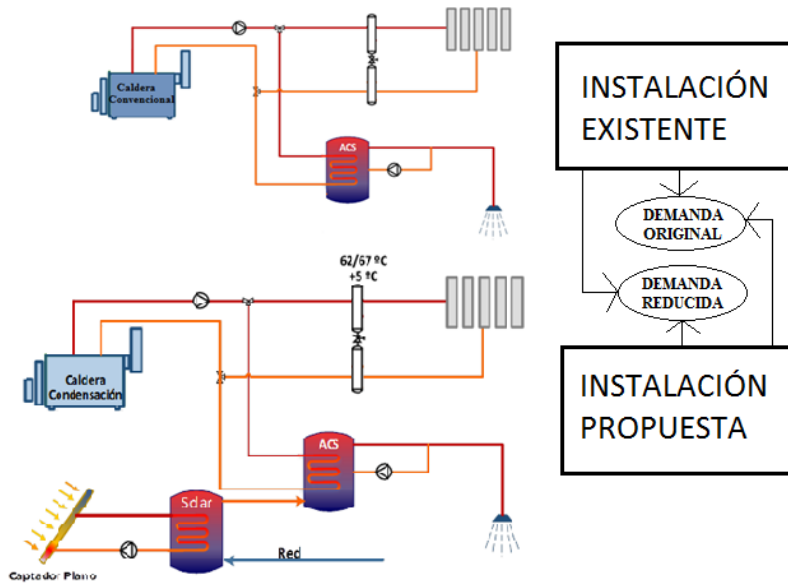 Caldera
Convencional
ACS
INSTALACIÓN
EXISTENTE
DEMANDA
ORIGINAL
DEMANDA
REDUCIDA
INSTALACIÓN
PROPUESTA
62/67 ºC
+5 ºC
Caldera
Condensación
ACS
Solar
Red
Captador Plano